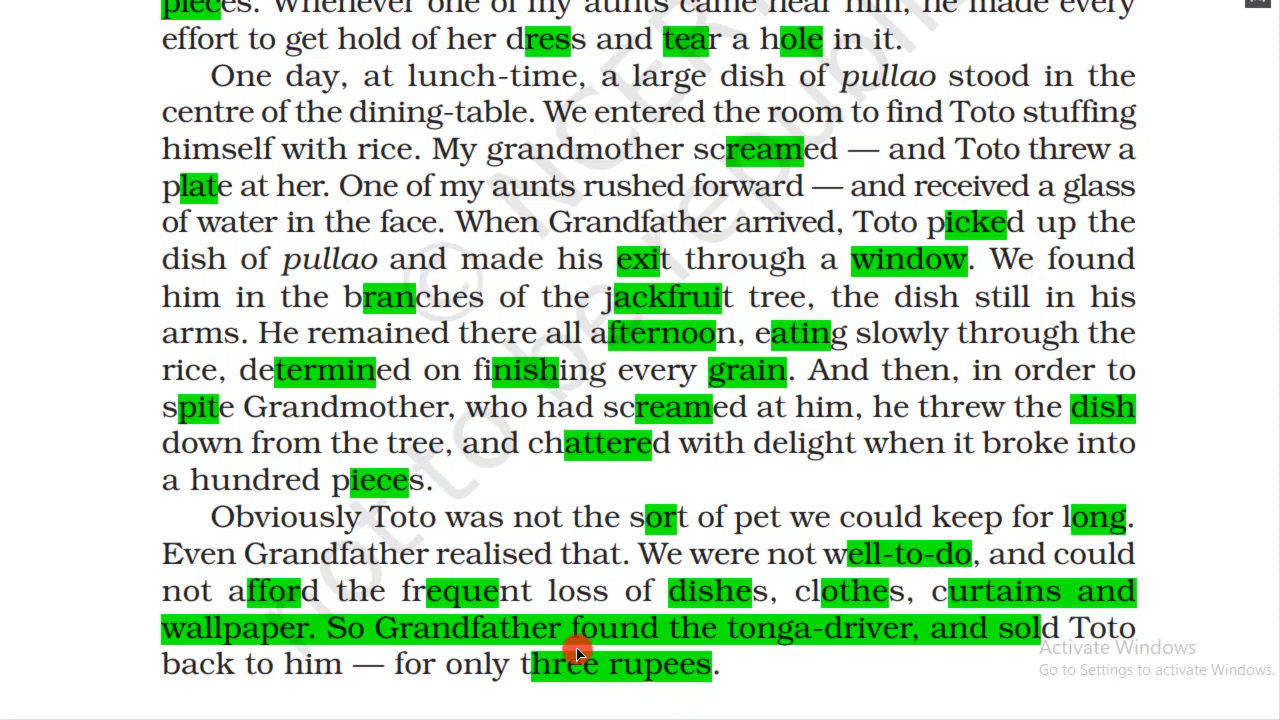 pieces. Whenever one of my aunts came near him, he made every
effort to get hold of her dress and tear a hole in it.
One day, at lunch-time, a large dish of pullao stood in the
centre of the dining-table. We entered the room to find Toto stuffing
himself with rice. My grandmother screamed — and Toto threw a
plate at her. One of my aunts rushed forward — and received a glass
of water in the face. When Grandfather arrived, Toto picked up the
dish of pullao and made his exit through a window. We found
him in the branches of the jackfruit tree, the dish still in his
arms. He remained there all afternoon, eating slowly through the
rice, determined on finishing every grain. And then, in order to
spite Grandmother, who had screamed at him, he threw the dish
down from the tree, and chattered with delight when it broke into
a hundred pieces.
Obviously Toto was not the sort of pet we could keep for long.
Even Grandfather realised that. We were not well-to-do, and could
not afford the frequent loss of dishes, clothes, curtains and
wallpaper. So Grandfather found the tonga-driver, and sold Toto
back to him — for only three rupees.
© NCERT
not to be republi
Activate Windows
Go to Settings to activate Windows.